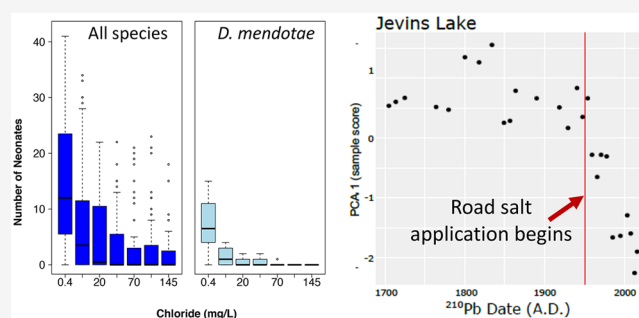 All species
D. mendotae
Number of Neonates
40
30
20
10
0
0.4
20
70
145
0.4
20
70
145
Chloride (mg/L)
Jevins Lake
PCA 1 (sample score)
1
0
-1
-2
Road salt
application begins
1700
1800
1900
2000
210Pb Date (A.D.)